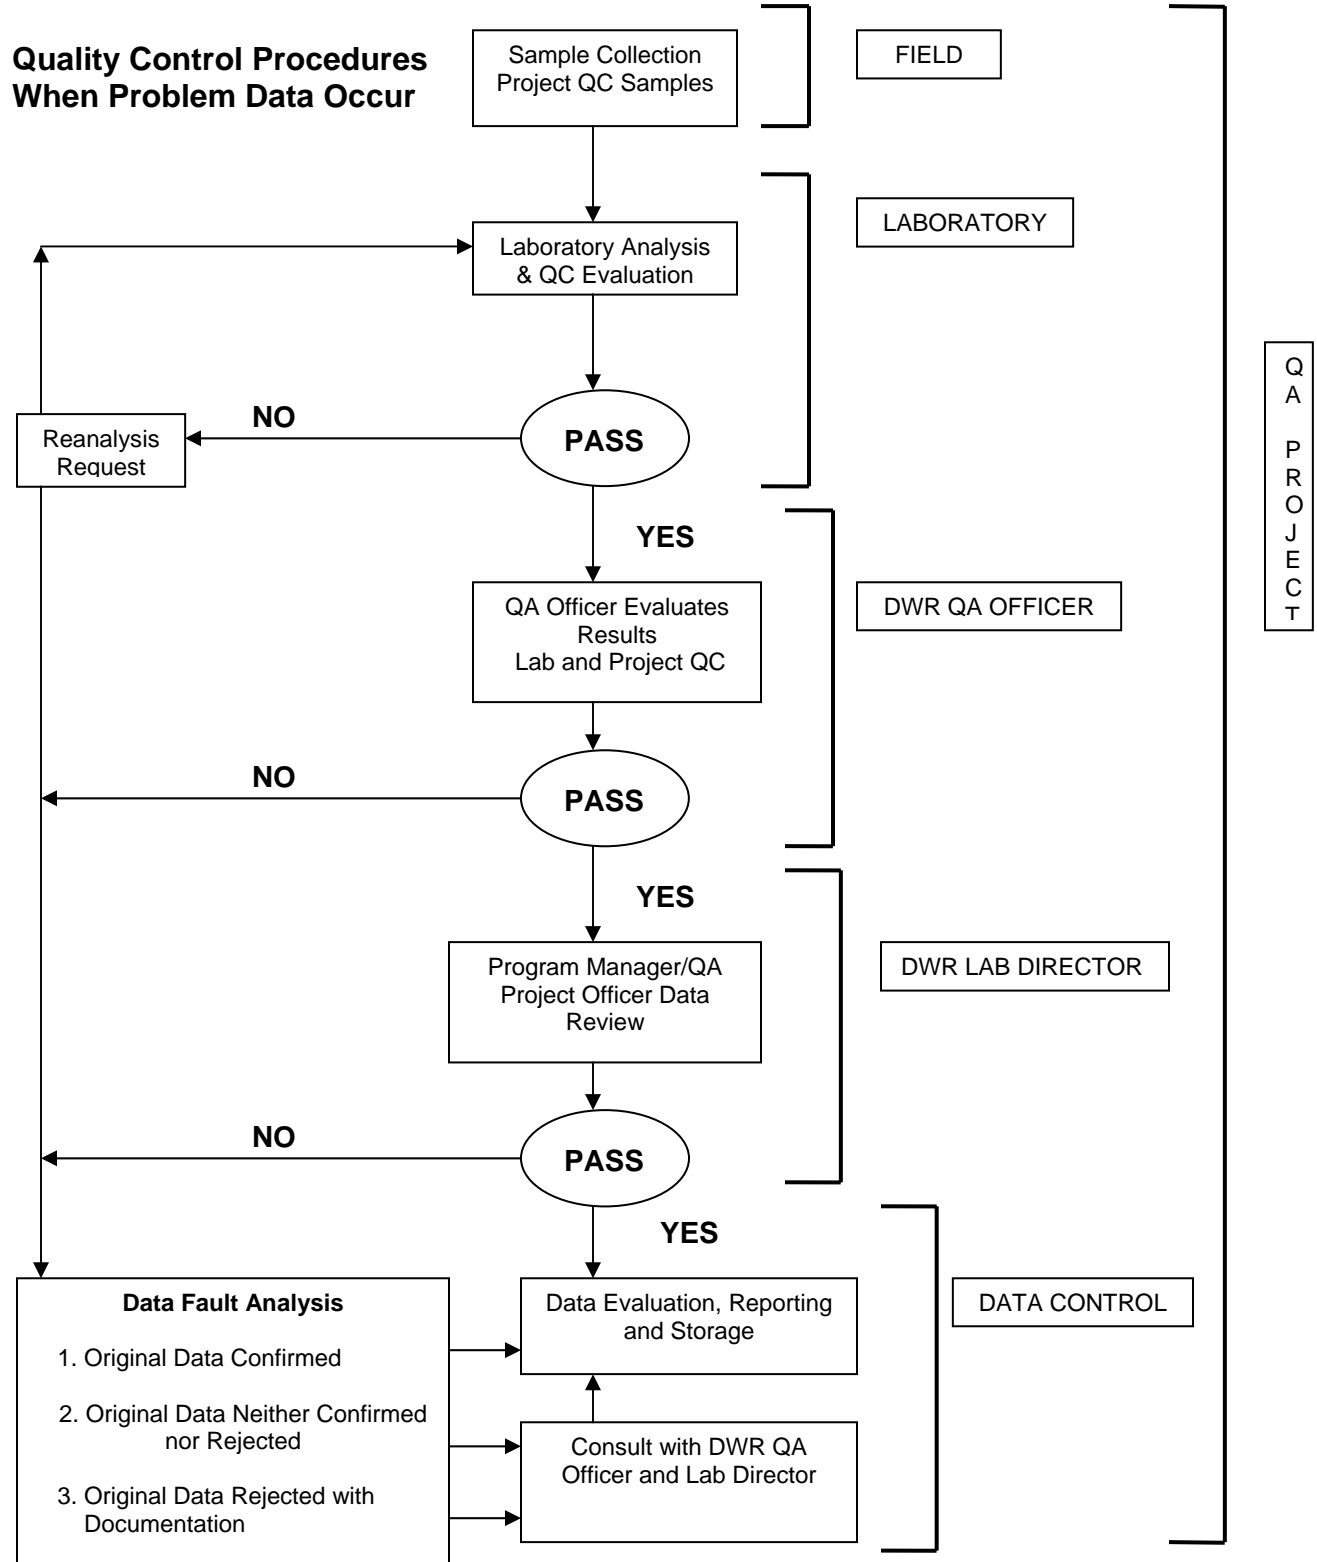 Quality Control Procedures
When Problem Data Occur
Sample Collection
Project QC Samples
FIELD
Laboratory Analysis
& QC Evaluation
LABORATORY
QA PROJECT
NO
PASS
Reanalysis
Request
YES
QA Officer Evaluates
Results
Lab and Project QC
DWR QA OFFICER
NO
PASS
YES
Program Manager/QA
Project Officer Data
Review
DWR LAB DIRECTOR
NO
PASS
YES
Data Fault Analysis
1. Original Data Confirmed
2. Original Data Neither Confirmed
nor Rejected
3. Original Data Rejected with
Documentation
Data Evaluation, Reporting
and Storage
DATA CONTROL
Consult with DWR QA
Officer and Lab Director